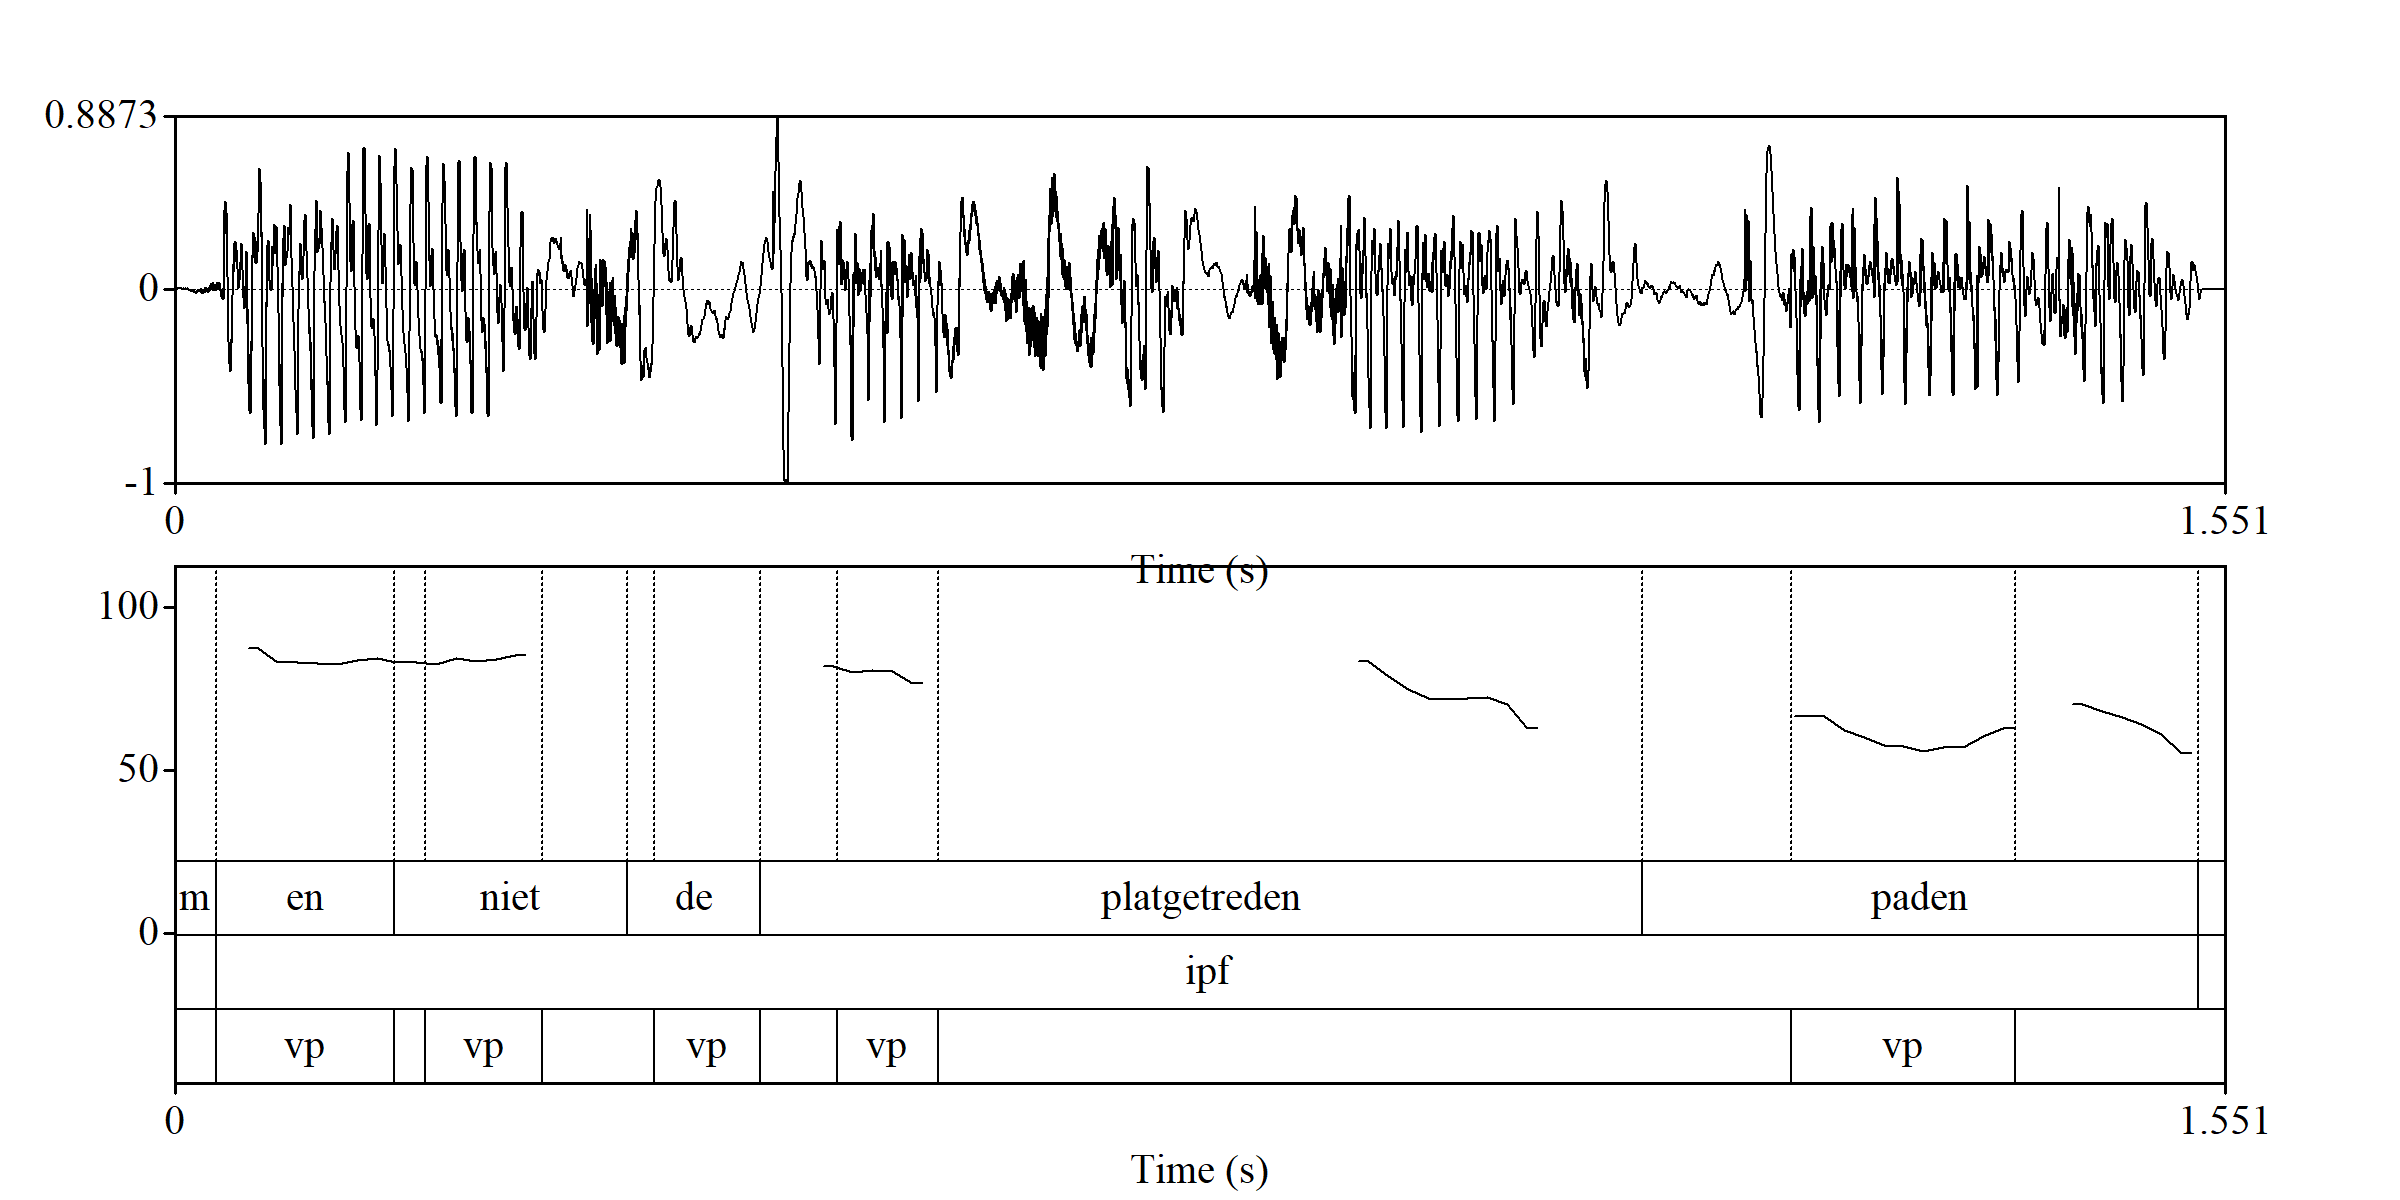 0.8873
0
-1
0 1.551
Time (s)
100
50
0
m en niet de platgetreden paden
ipf
vp vp vp vp vp
0 1.551
Time (s)